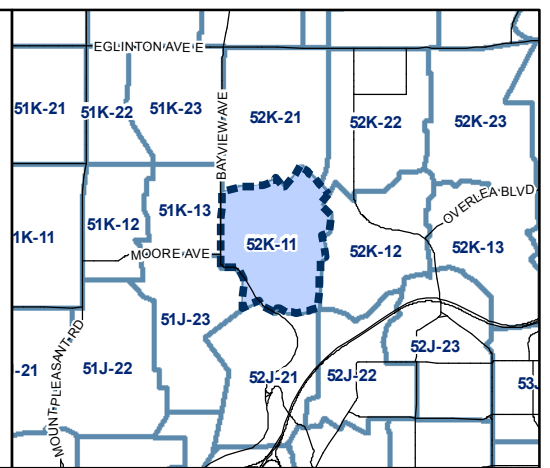 EGLINTON AVE E
51K-21
51K-22
51K-23
BAYVIEW AVE
52K-21
52K-22
52K-23
1K-11
51K-12
51K-13
MOORE AVE
52K-11
52K-12
OVERLEA BLVD
52K-13
-21
MOUNT PLEASANT RD
51J-22
51J-23
52J-21
52J-22
52J-23
53J